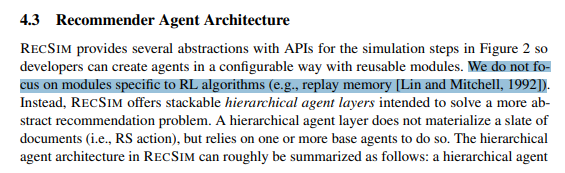 4.3 Recommender Agent Architecture
RECSIM provides several abstractions with APIs for the simulation steps in Figure 2 so
developers can create agents in a configurable way with reusable modules. We do not fo-
cus on modules specific to RL algorithms (e.g., replay memory [Lin and Mitchell, 1992]).
Instead, RECSIM offers stackable hierarchical agent layers intended to solve a more ab-
stract recommendation problem. A hierarchical agent layer does not materialize a slate of
documents (i.e., RS action), but relies on one or more base agents to do so. The hierarchical
agent architecture in RECSIM can roughly be summarized as follows: a hierarchical agent